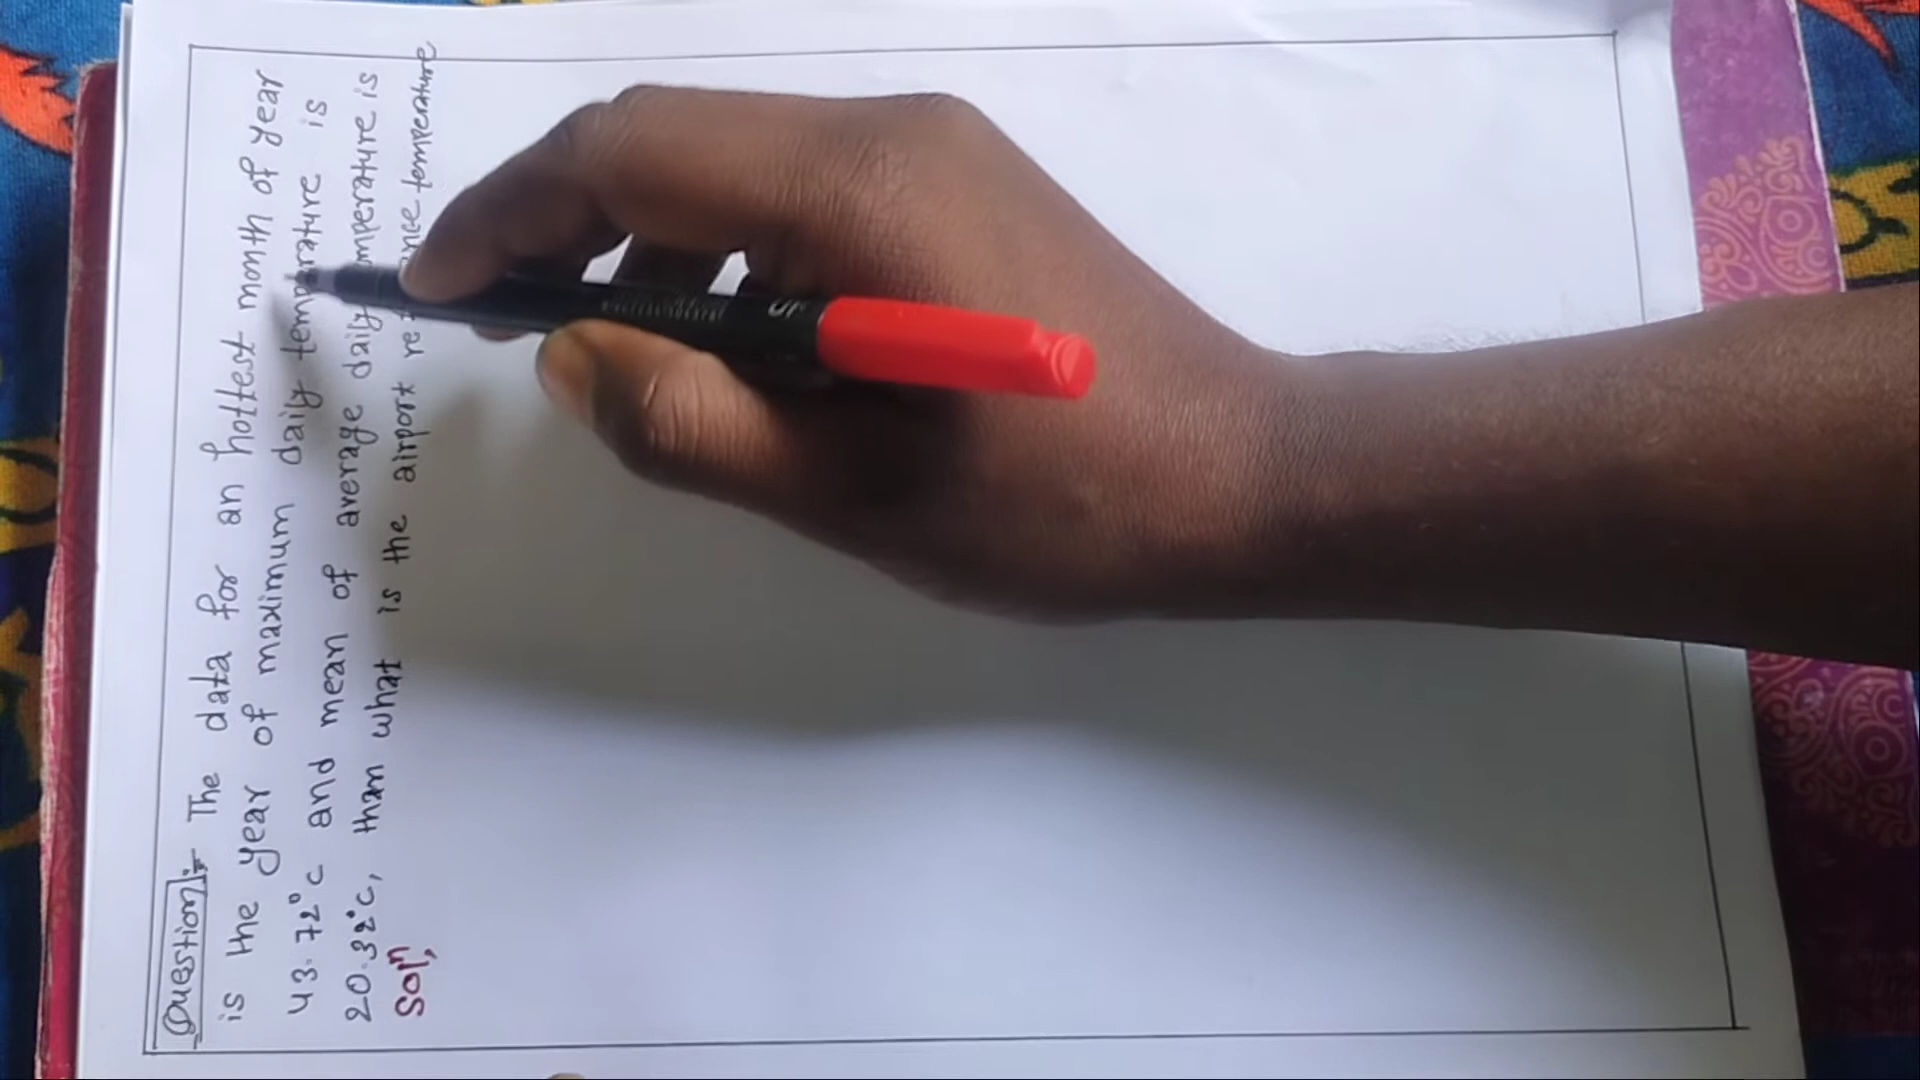 Question:- The data for an hottest month of year
is the year of maximum daily temperature is
43.72°c and mean of average daily temperature is
20.32°c, than what is the airport temperature
Solⁿ,